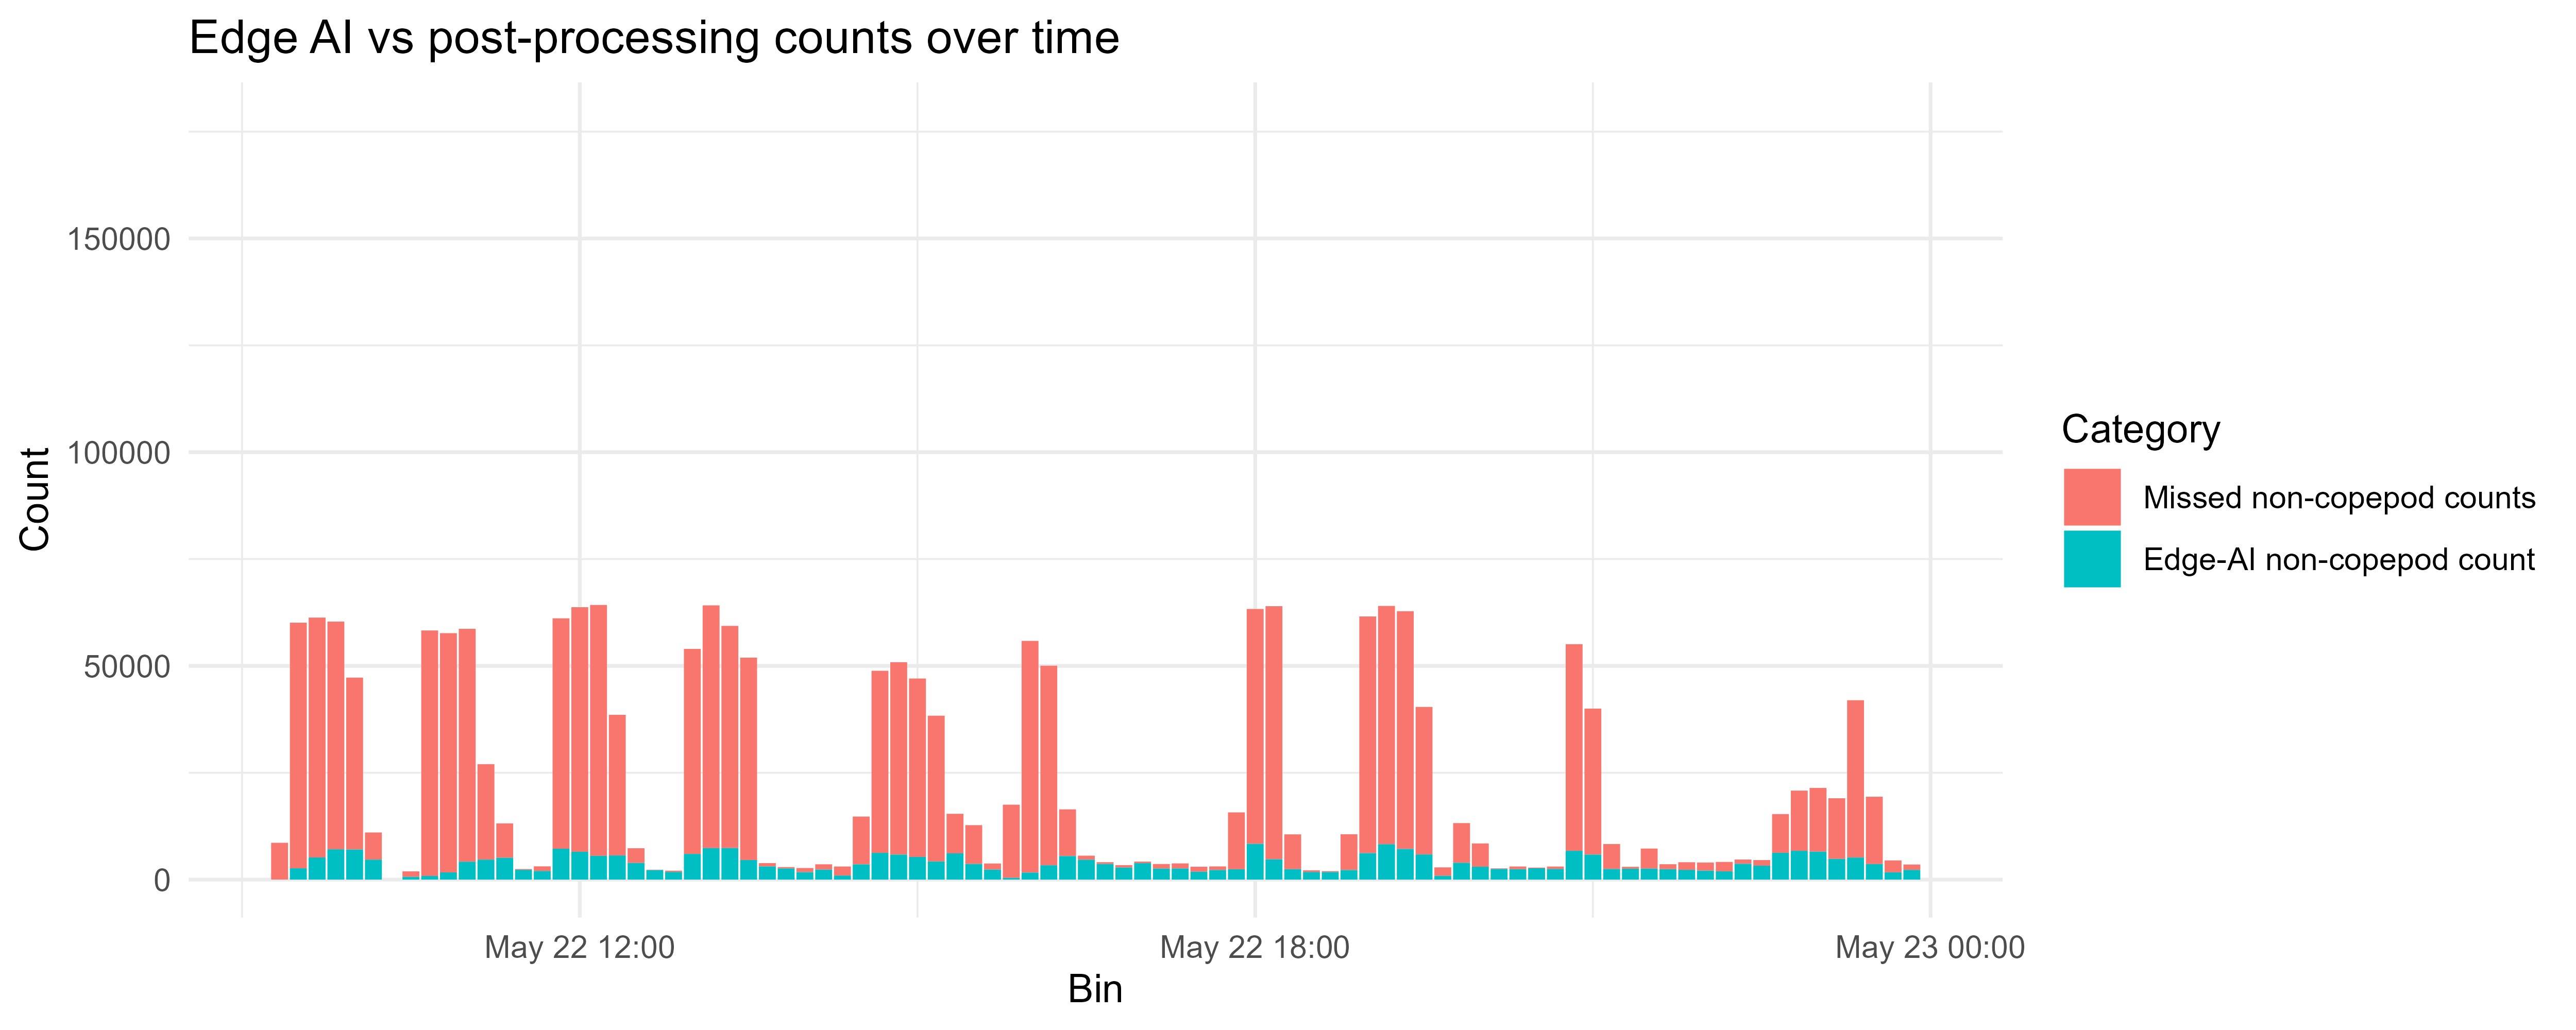 Edge AI vs post-processing counts over time
Count
150000
100000
50000
0
May 22 12:00
May 22 18:00
May 23 00:00
Bin
Category
Missed non-copepod counts
Edge-AI non-copepod count